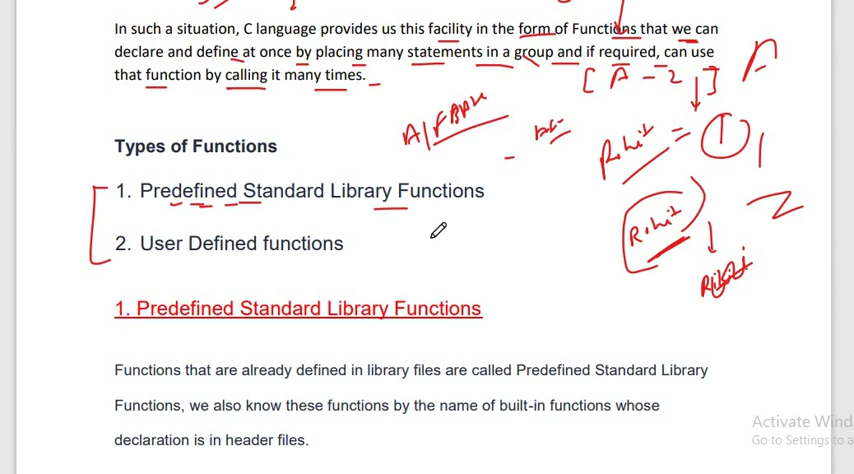 In such a situation, C language provides us this facility in the form of Functions that we can
declare and define at once by placing many statements in a group and if required, can use
that function by calling it many times.
[ A - Z ] A
Types of Functions
Rohit = 1
1. Predefined Standard Library Functions
Rohit
2. User Defined functions
1. Predefined Standard Library Functions
Functions that are already defined in library files are called Predefined Standard Library
Functions, we also know these functions by the name of built-in functions whose
declaration is in header files.
Activate Wind
Go to Settings to a